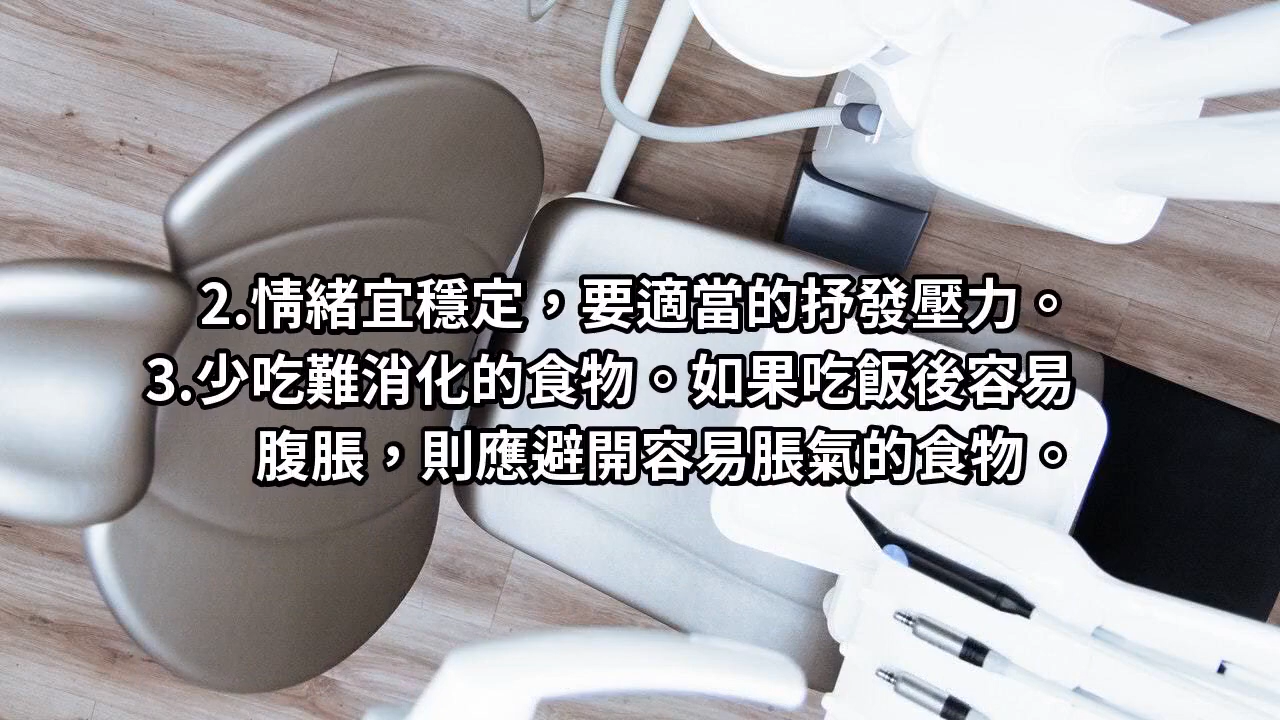 2.情緒宜穩定，要適當的抒發壓力。
3.少吃難消化的食物。如果吃飯後容易
腹脹，則應避開容易脹氣的食物。